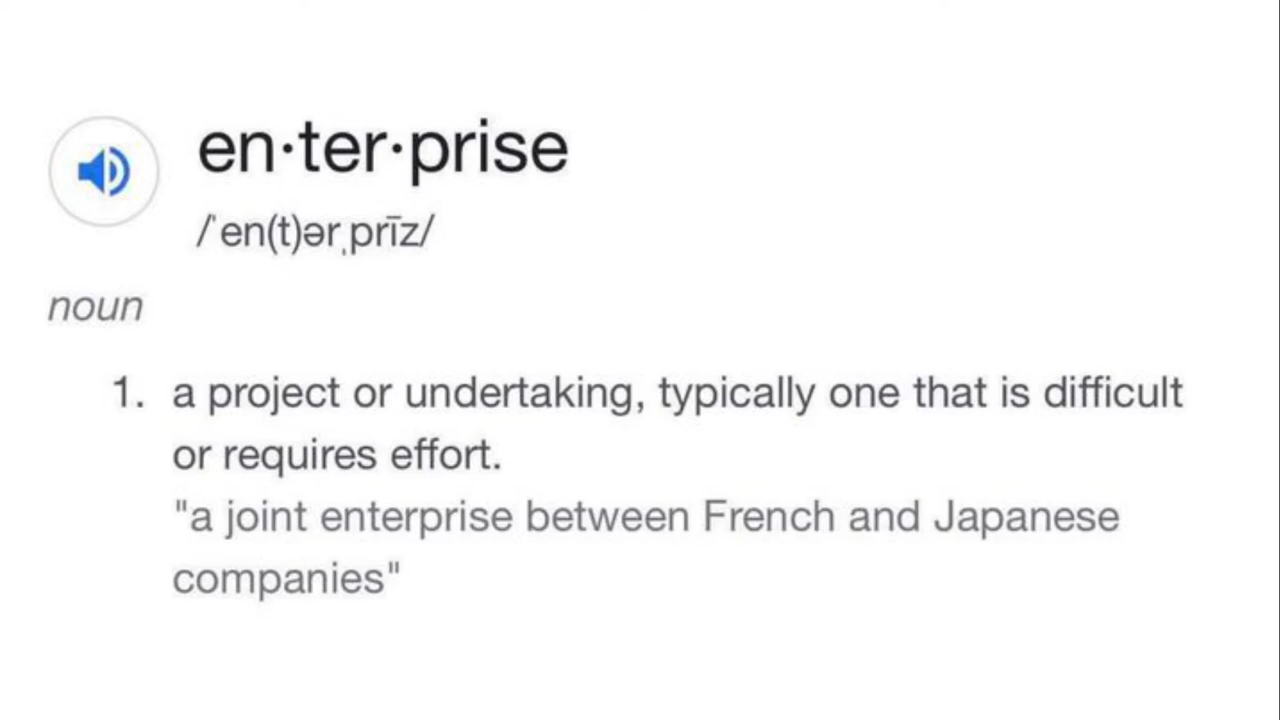 en·ter·prise
/ˈen(t)ərˌprīz/
noun
1. a project or undertaking, typically one that is difficult
or requires effort.
"a joint enterprise between French and Japanese
companies"